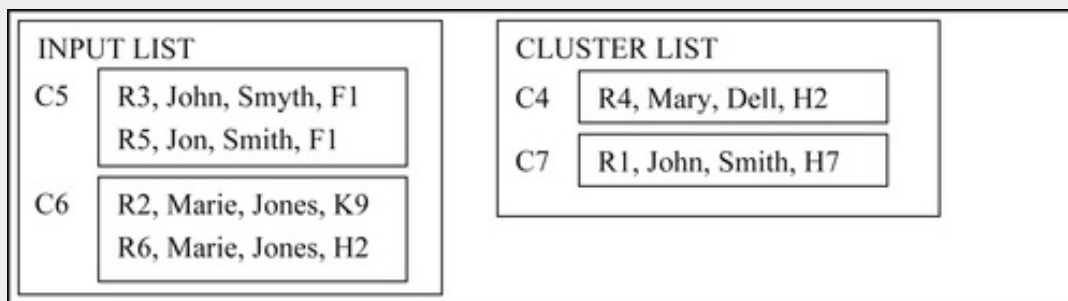 INPUT LIST
C5
R3, John, Smyth, F1
R5, Jon, Smith, F1
C6
R2, Marie, Jones, K9
R6, Marie, Jones, H2
CLUSTER LIST
C4
R4, Mary, Dell, H2
C7
R1, John, Smith, H7